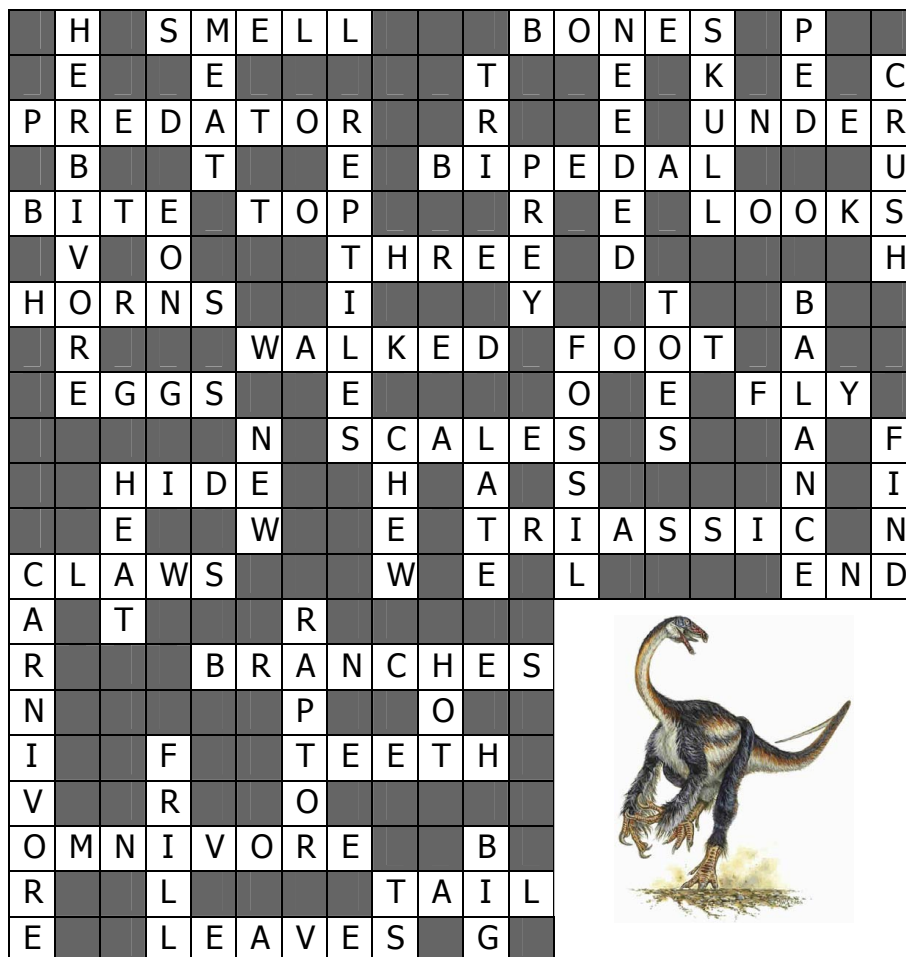 H SMELL BONES P
E E T E K E C
PREDATOR R E UNDER
B T E BIPEDAL U
BITE TOP R E LOOKS
V O THREE D H
HORNS I Y T B
R WALKED FOOT A
EGGS E O E FLY
N SCALES S A F
HIDE H A S N I
E W E TRIASSIC N
CLAWS W E L END
A T R
R BRANCHES
N P O
I F TEETH
V R O
OMNIVORE B
R L TAIL
E LEAVES G